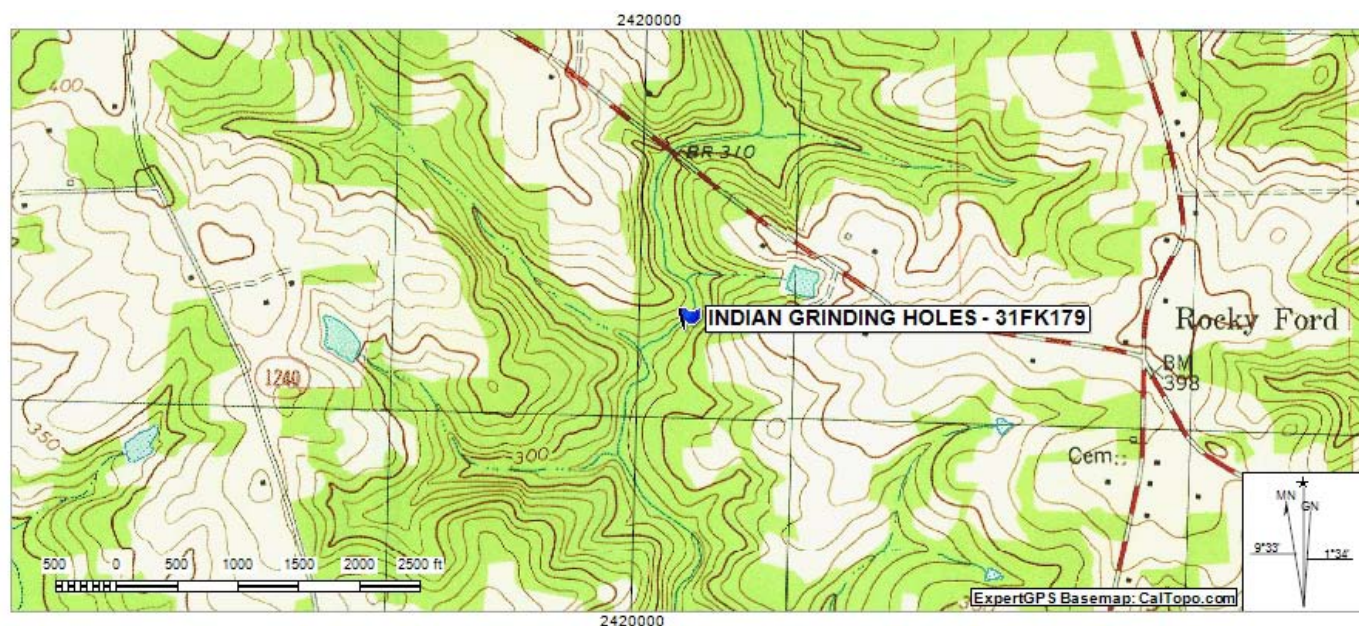 2420000
400
BR 310
INDIAN GRINDING HOLES - 31FK179
Rocky Ford
1240
BM
398
350
300
Cem
MN
GN
9°33'
1°34'
500 0 500 1000 1500 2000 2500 ft
ExpertGPS Basemap: CalTopo.com
2420000